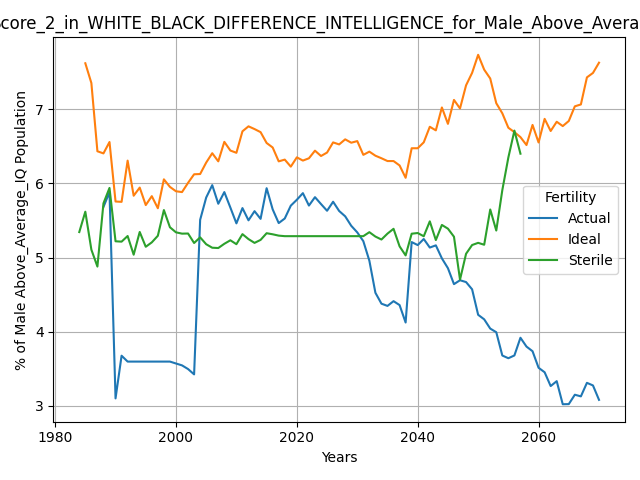 core_2_in_WHITE_BLACK_DIFFERENCE_INTELLIGENCE_for_Male_Above_Avera
% of Male Above_Average_IQ Population
7
6
5
4
3
Fertility
Actual
Ideal
Sterile
1980
2000
2020
2040
2060
Years